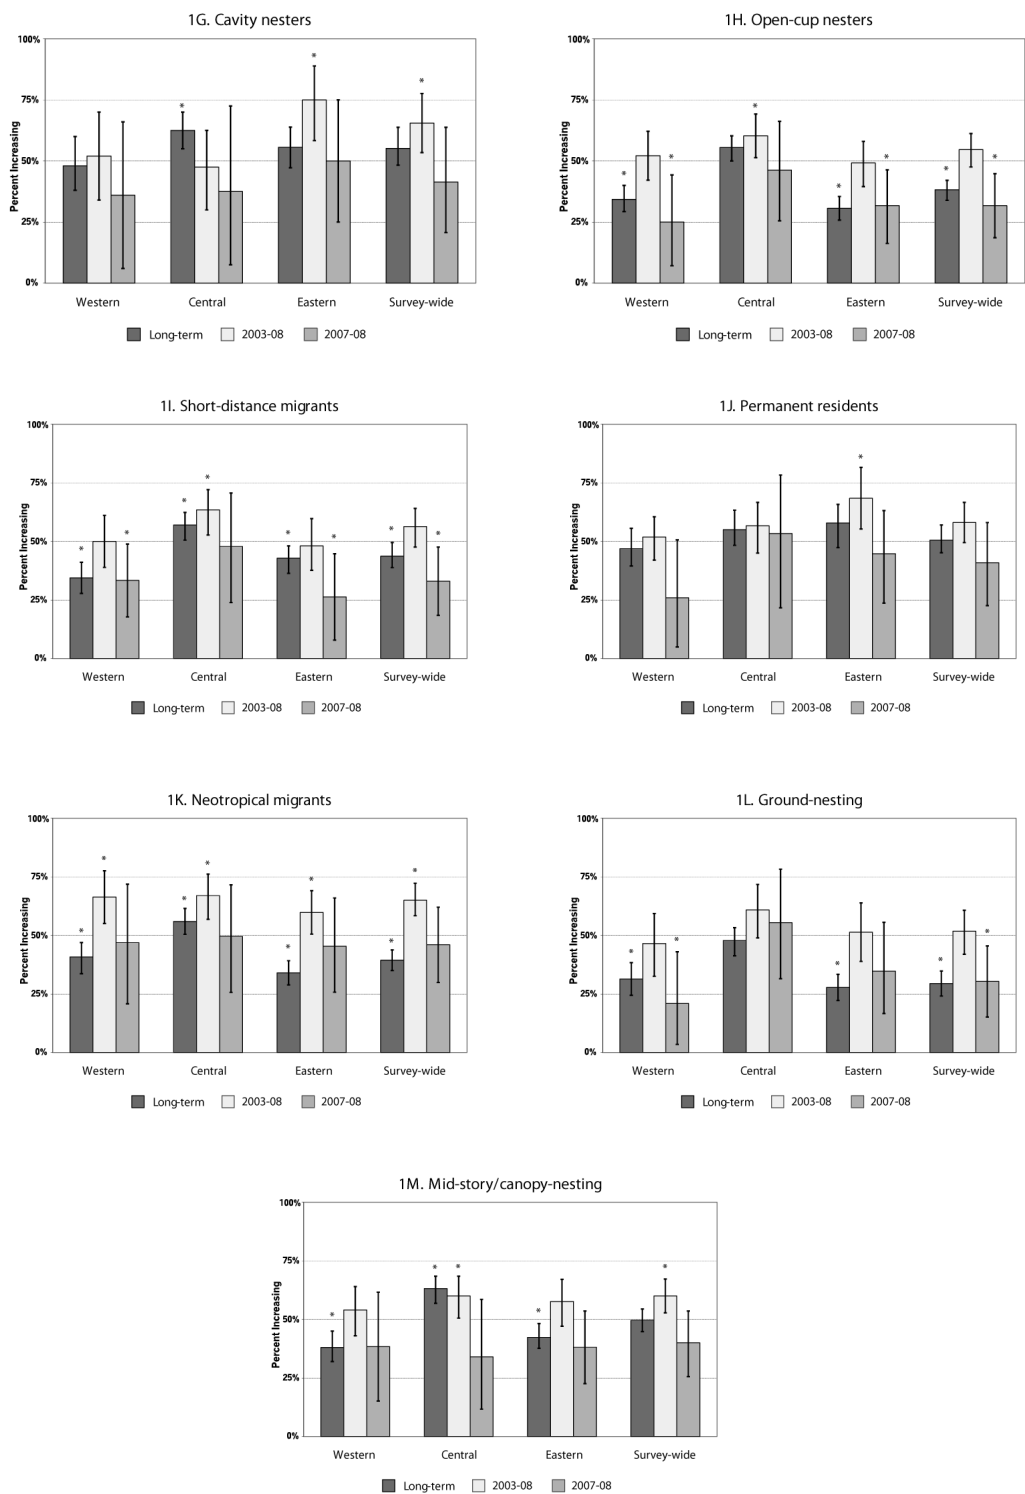 1G. Cavity nesters
100%
*
*
*
75%
Percent Increasing
50%
25%
0%
Western Central Eastern Survey-wide
Long-term 2003-08 2007-08
1H. Open-cup nesters
100%
75%
*
* * * * * *
Percent Increasing
50%
25%
0%
Western Central Eastern Survey-wide
Long-term 2003-08 2007-08
1I. Short-distance migrants
100%
75%
* * * * * * * *
Percent Increasing
50%
25%
0%
Western Central Eastern Survey-wide
Long-term 2003-08 2007-08
1J. Permanent residents
100%
*
75%
Percent Increasing
50%
25%
0%
Western Central Eastern Survey-wide
Long-term 2003-08 2007-08
1K. Neotropical migrants
100%
75%
* * * * * * * *
Percent Increasing
50%
25%
0%
Western Central Eastern Survey-wide
Long-term 2003-08 2007-08
1L. Ground-nesting
100%
75%
* * * * *
Percent Increasing
50%
25%
0%
Western Central Eastern Survey-wide
Long-term 2003-08 2007-08
1M. Mid-story/canopy-nesting
100%
75%
* * * * *
Percent Increasing
50%
25%
0%
Western Central Eastern Survey-wide
Long-term 2003-08 2007-08